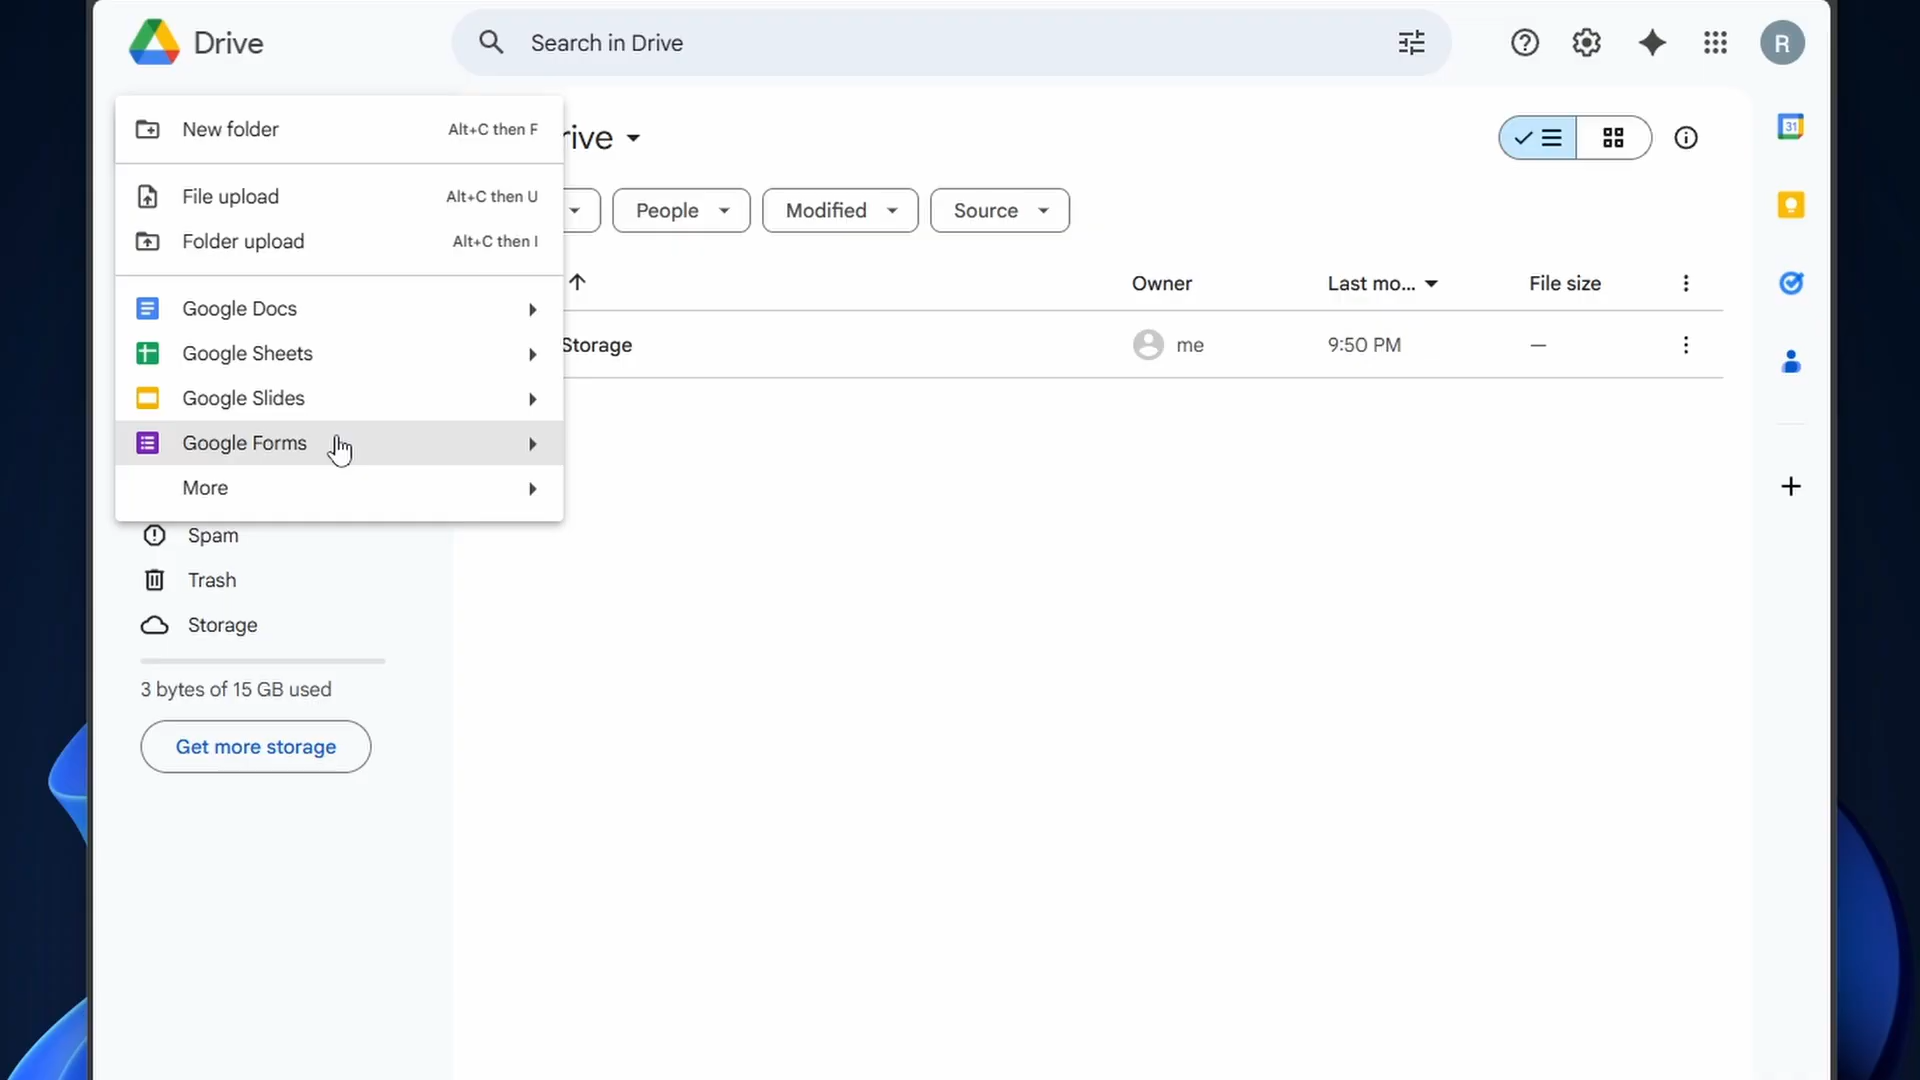 Drive
Search in Drive
R
New folder Alt+C then F
rive
31
File upload Alt+C then U
People Modified Source
Folder upload Alt+C then I
Owner Last mo... File size
Google Docs
Storage me 9:50 PM —
Google Sheets
Google Slides
Google Forms
More
Spam
Trash
Storage
3 bytes of 15 GB used
Get more storage